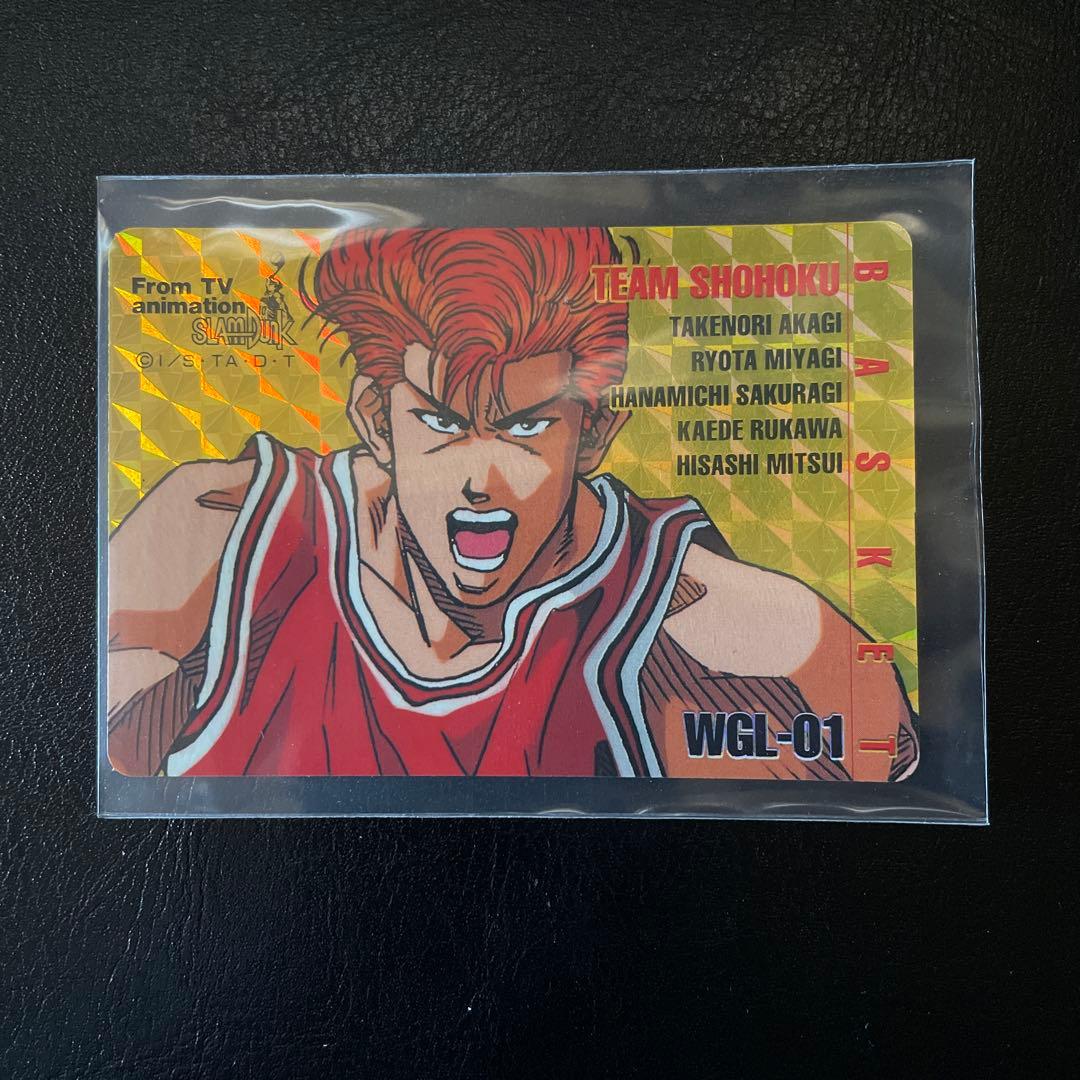 From TV
animation
SLAM DUNK
©I/S·TA·D·T
TEAM SHOHOKU
TAKENORI AKAGI
RYOTA MIYAGI
HANAMICHI SAKURAGI
KAEDE RUKAWA
HISASHI MITSUI
BASKET
WGL-01